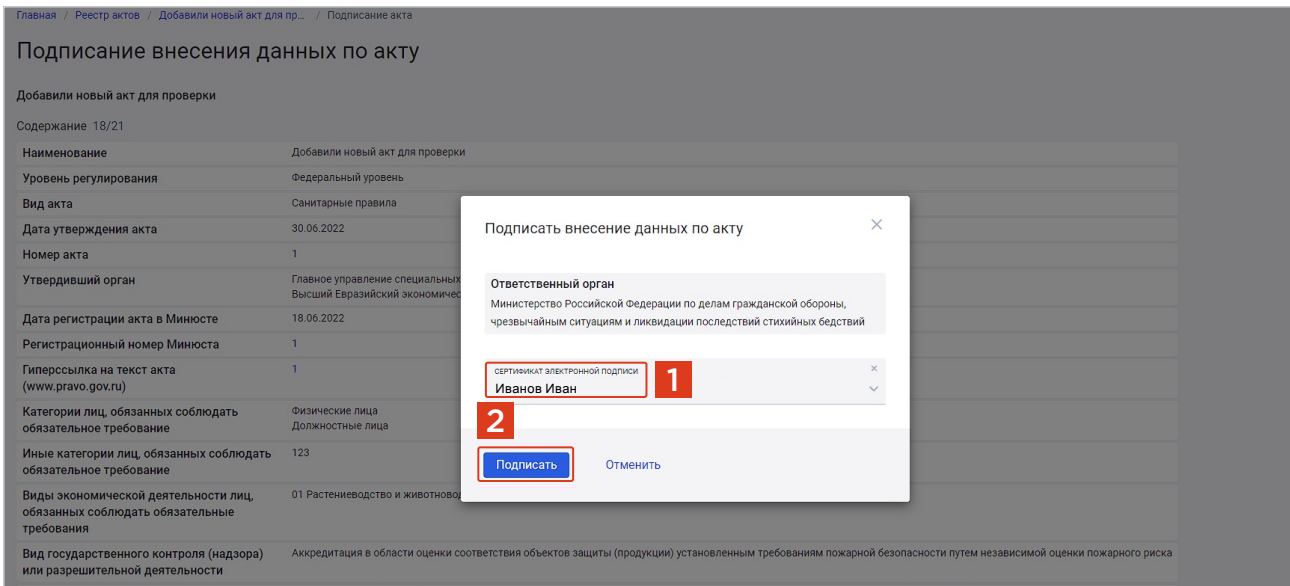 Главная / Реестр актов / Добавили новый акт для пр... / Подписание акта
Подписание внесения данных по акту
Добавили новый акт для проверки
Содержание 18/21
Наименование Добавили новый акт для проверки
Уровень регулирования Федеральный уровень
Вид акта Санитарные правила
Дата утверждения акта 30.06.2022
Номер акта 1
Утвердивший орган Главное управление специальных
Высший Евразийский экономичес
Дата регистрации акта в Минюсте 18.06.2022
Регистрационный номер Минюста 1
Гиперссылка на текст акта 1
(www.pravo.gov.ru)
Категории лиц, обязанных соблюдать Физические лица
обязательное требование Должностные лица
Иные категории лиц, обязанных соблюдать 123
обязательное требование
Виды экономической деятельности лиц, 01 Растениеводство и животновод
обязанных соблюдать обязательные
требования
Вид государственного контроля (надзора) Аккредитация в области оценки соответствия объектов защиты (продукции) установленным требованиям пожарной безопасности путем независимой оценки пожарного риска
или разрешительной деятельности
Подписать внесение данных по акту
Ответственный орган
Министерство Российской Федерации по делам гражданской обороны,
чрезвычайным ситуациям и ликвидации последствий стихийных бедствий
СЕРТИФИКАТ ЭЛЕКТРОННОЙ ПОДПИСИ
Иванов Иван
1
2
Подписать Отменить